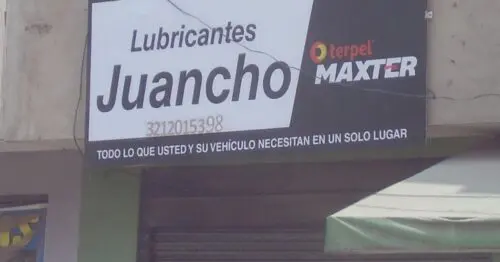 Lubricantes
Juancho
3212015398
terpel
MAXTER
TODO LO QUE USTED Y SU VEHÍCULO NECESITAN EN UN SOLO LUGAR